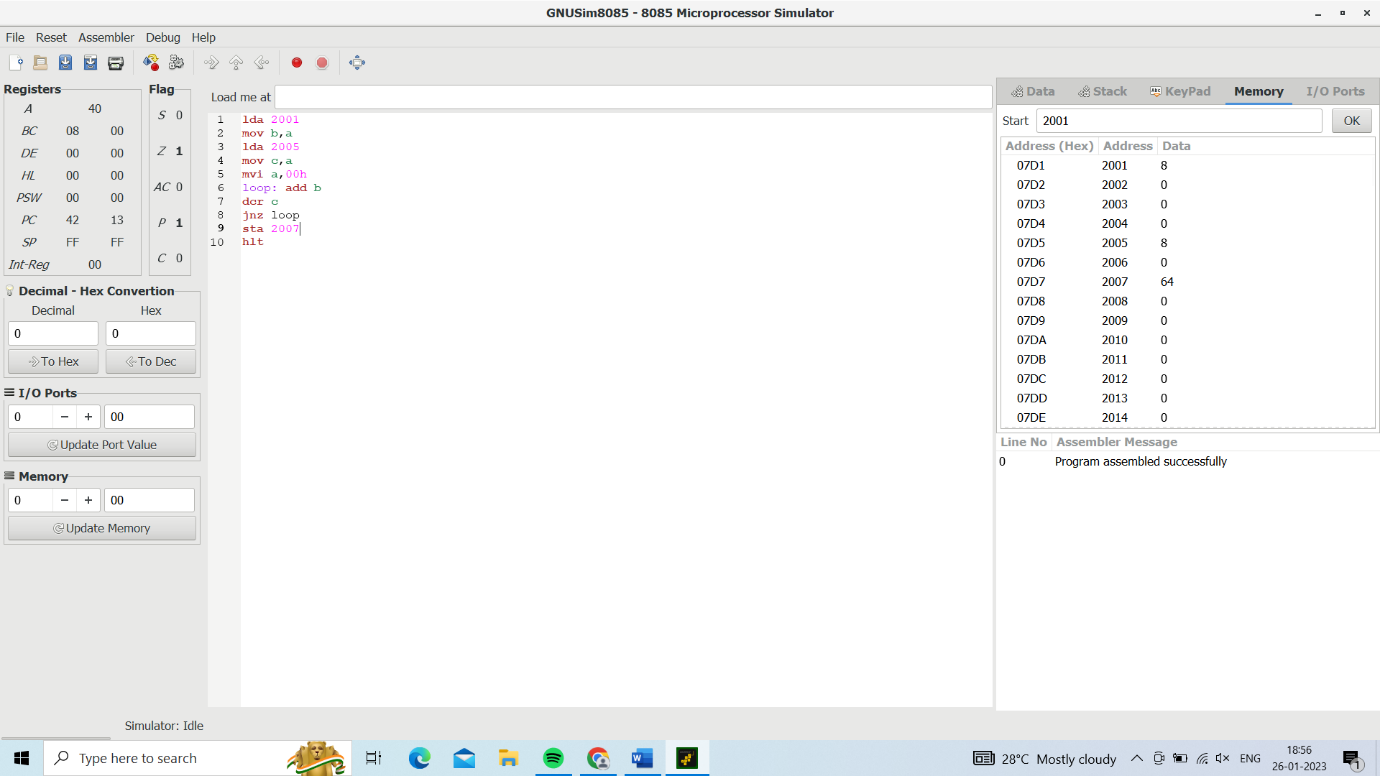 GNUSim8085 - 8085 Microprocessor Simulator
File Reset Assembler Debug Help
Registers
A 40
BC 08 00
DE 00 00
HL 00 00
PSW 00 00
PC 42 13
SP FF FF
Int-Reg 00
Flag
S 0
Z 1
AC 0
P 1
C 0
Decimal - Hex Convertion
Decimal Hex
0 0
To Hex To Dec
I/O Ports
0 − + 00
Update Port Value
Memory
0 − + 00
Update Memory
Load me at
1 lda 2001
2 mov b,a
3 lda 2005
4 mov c,a
5 mvi a,00h
6 loop: add b
7 dcr c
8 jnz loop
9 sta 2007
10 hlt
Data Stack KeyPad Memory I/O Ports
Start 2001 OK
Address (Hex) Address Data
07D1 2001 8
07D2 2002 0
07D3 2003 0
07D4 2004 0
07D5 2005 8
07D6 2006 0
07D7 2007 64
07D8 2008 0
07D9 2009 0
07DA 2010 0
07DB 2011 0
07DC 2012 0
07DD 2013 0
07DE 2014 0
Line No Assembler Message
0 Program assembled successfully
Simulator: Idle
Type here to search
28°C Mostly cloudy
ENG
18:56
26-01-2023
1